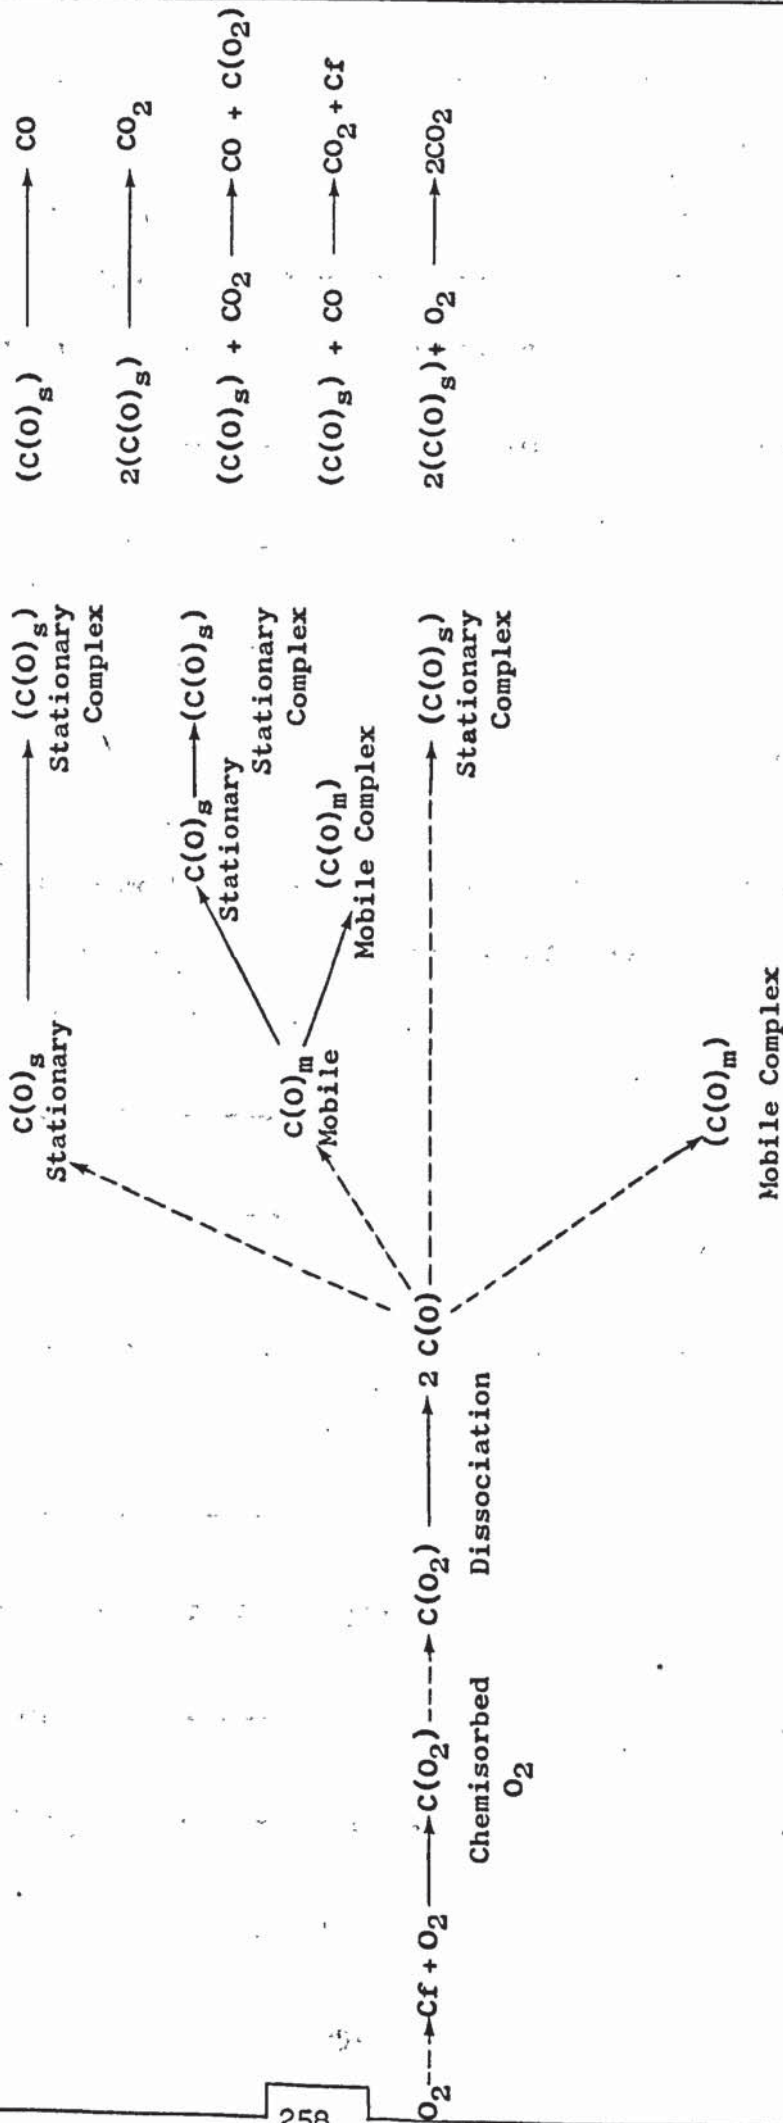 C(O)s ⟶ (C(O)s) (C(O)s) ⟶ CO
Stationary Stationary
Complex
2(C(O)s) ⟶ CO2
C(O)s ⟶ (C(O)s)
Stationary Stationary
Complex
(C(O)s) + CO2 ⟶ CO + C(O2)
C(O)m
Mobile
(C(O)m)
Mobile Complex
(C(O)s) + CO ⟶ CO2 + Cf
O2 ⇢ Cf + O2 ⟶ C(O2) ⇢ C(O2) ⟶ 2 C(O) ⇢ (C(O)s) 2(C(O)s)+ O2 ⟶ 2CO2
Chemisorbed Dissociation Stationary
O2 Complex
(C(O)m)
Mobile Complex
258